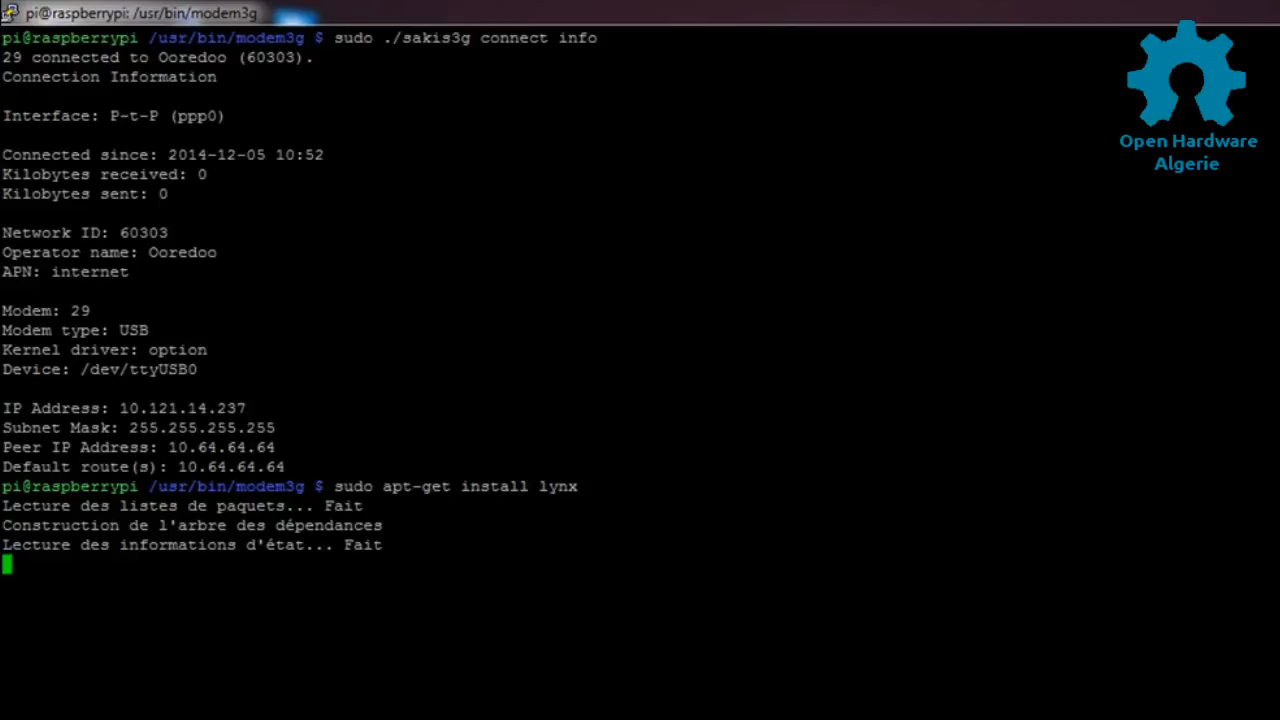 pi@raspberrypi: /usr/bin/modem3g
pi@raspberrypi /usr/bin/modem3g $ sudo ./sakis3g connect info
29 connected to Ooredoo (60303).
Connection Information
Interface: P-t-P (ppp0)
Connected since: 2014-12-05 10:52
Kilobytes received: 0
Kilobytes sent: 0
Network ID: 60303
Operator name: Ooredoo
APN: internet
Modem: 29
Modem type: USB
Kernel driver: option
Device: /dev/ttyUSB0
IP Address: 10.121.14.237
Subnet Mask: 255.255.255.255
Peer IP Address: 10.64.64.64
Default route(s): 10.64.64.64
pi@raspberrypi /usr/bin/modem3g $ sudo apt-get install lynx
Lecture des listes de paquets... Fait
Construction de l'arbre des dépendances
Lecture des informations d'état... Fait
Open Hardware
Algerie